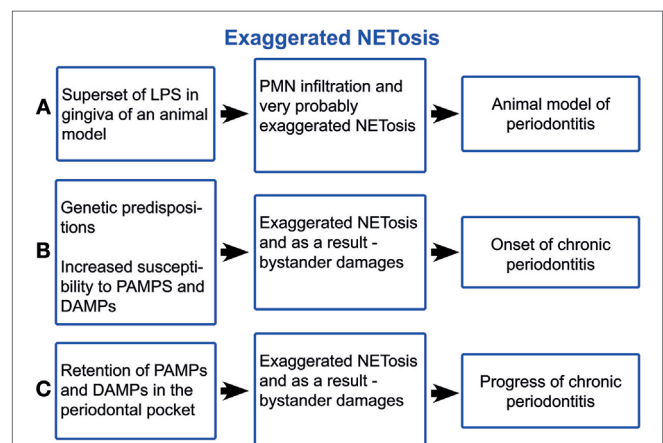 Exaggerated NETosis
A
Superset of LPS in
gingiva of an animal
model
PMN infiltration and
very probably
exaggerated NETosis
Animal model of
periodontitis
B
Genetic predisposi-
tions
Increased suscepti-
bility to PAMPS and
DAMPs
Exaggerated NETosis
and as a result -
bystander damages
Onset of chronic
periodontitis
C
Retention of PAMPs
and DAMPs in the
periodontal pocket
Exaggerated NETosis
and as a result -
bystander damages
Progress of chronic
periodontitis